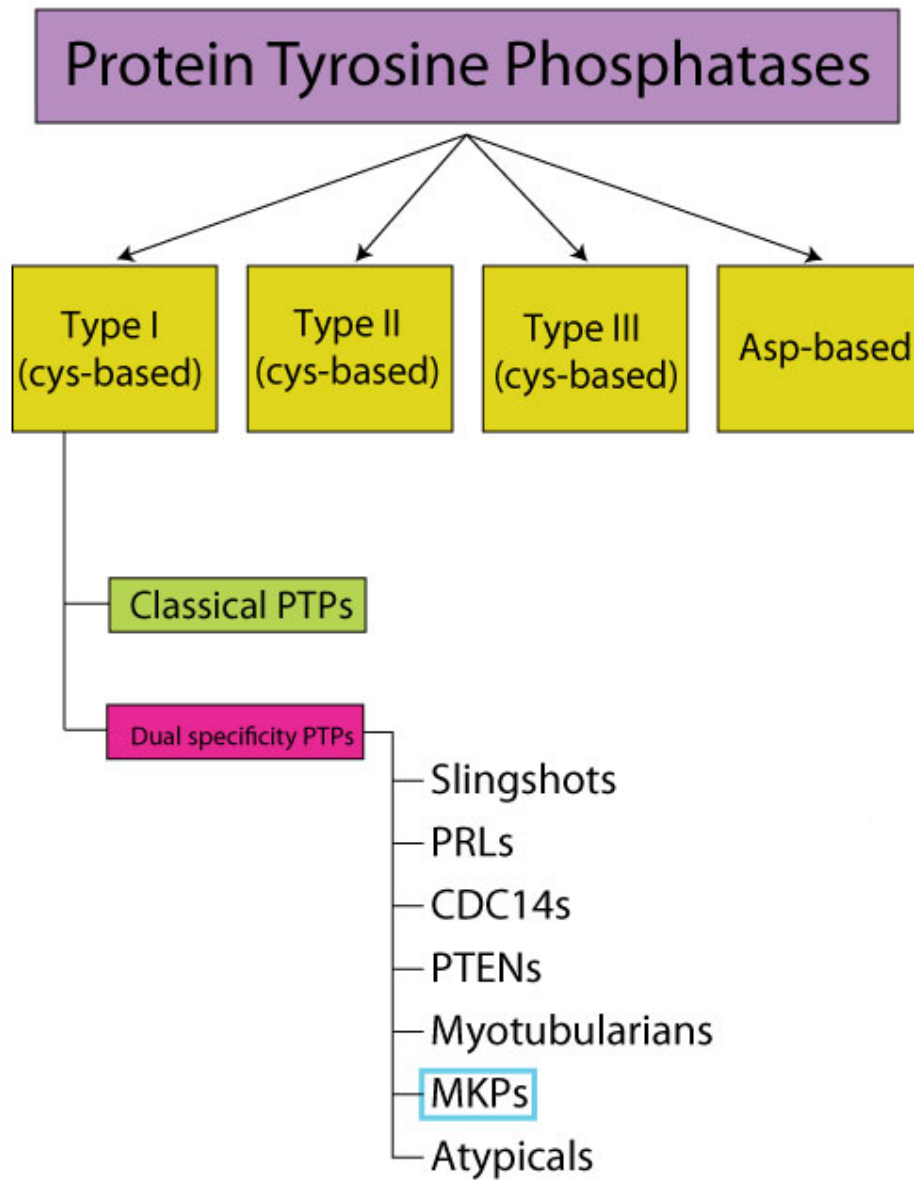 Protein Tyrosine Phosphatases
Type I
(cys-based)
Type II
(cys-based)
Type III
(cys-based)
Asp-based
Classical PTPs
Dual specificity PTPs
Slingshots
PRLs
CDC14s
PTENs
Myotubularians
MKPs
Atypicals